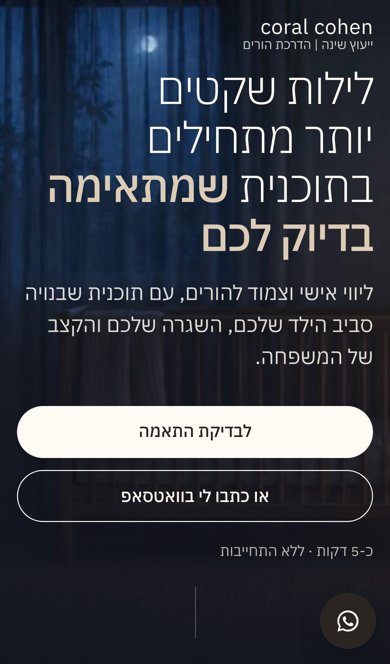 coral cohen
ייעוץ שינה | הדרכת הורים
לילות שקטים
יותר מתחילים
בתוכנית שמתאימה
בדיוק לכם
ליווי אישי וצמוד להורים, עם תוכנית שבנויה
סביב הילד שלכם, השגרה שלכם והקצב
של המשפחה.
לבדיקת התאמה
או כתבו לי בוואטסאפ
כ-5 דקות · ללא התחייבות